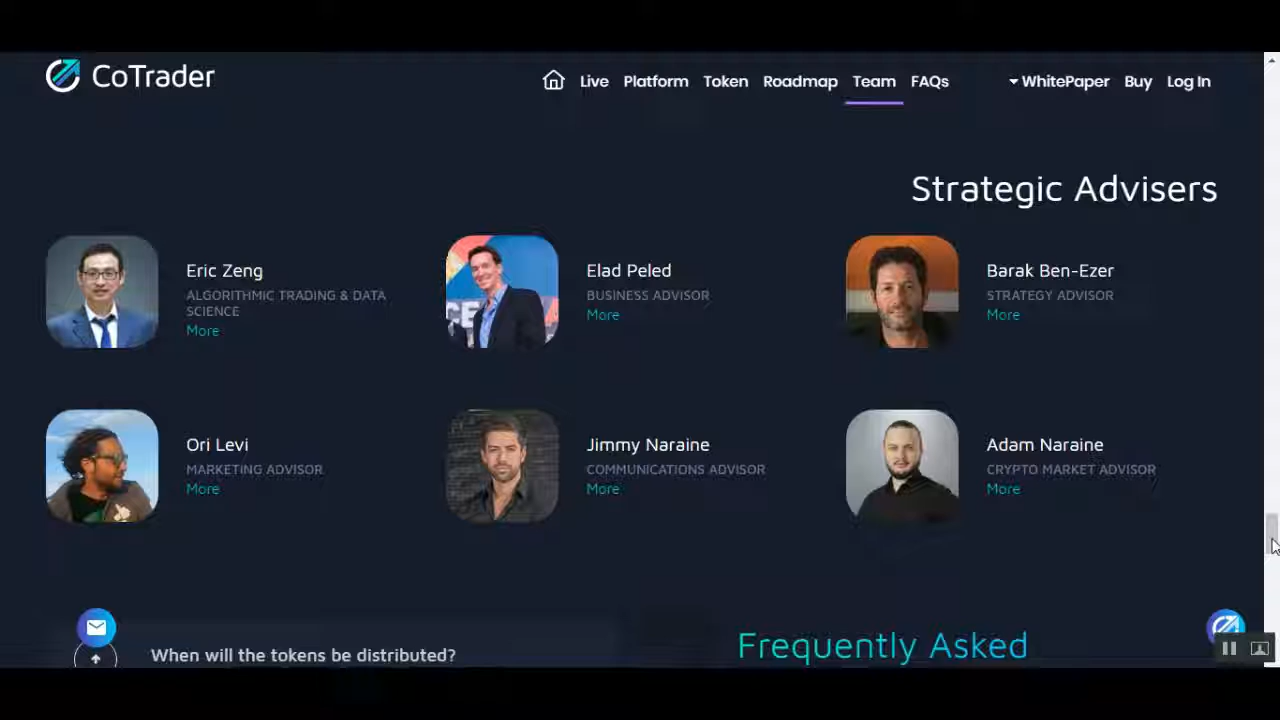 CoTrader
Live Platform Token Roadmap Team FAQs WhitePaper Buy Log In
Strategic Advisers
Eric Zeng
ALGORITHMIC TRADING & DATA
SCIENCE
More
Elad Peled
BUSINESS ADVISOR
More
Barak Ben-Ezer
STRATEGY ADVISOR
More
Ori Levi
MARKETING ADVISOR
More
Jimmy Naraine
COMMUNICATIONS ADVISOR
More
Adam Naraine
CRYPTO MARKET ADVISOR
More
When will the tokens be distributed?
Frequently Asked